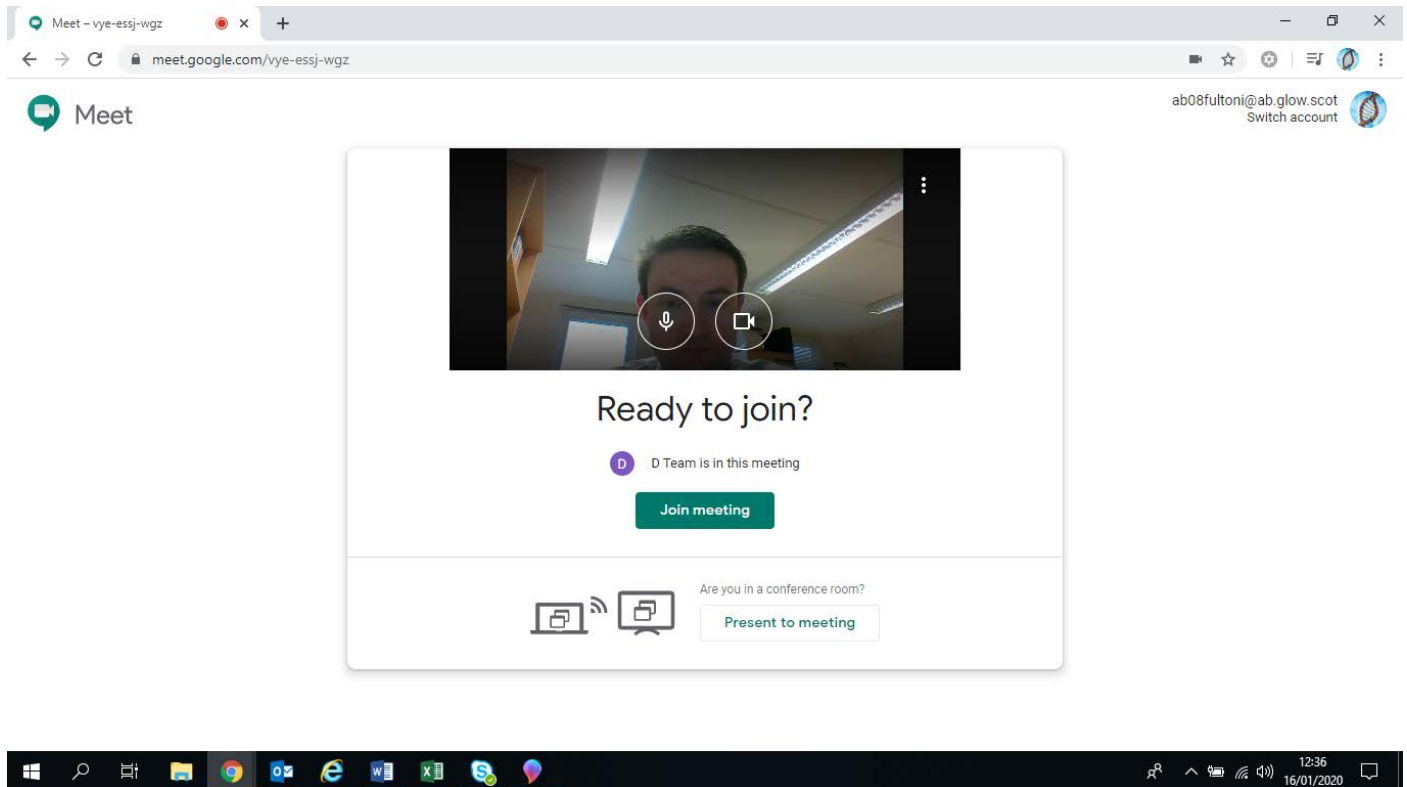 Meet – vye-essj-wgz
meet.google.com/vye-essj-wgz
Meet
ab08fultoni@ab.glow.scot
Switch account
Ready to join?
D
D Team is in this meeting
Join meeting
Are you in a conference room?
Present to meeting
12:36
16/01/2020